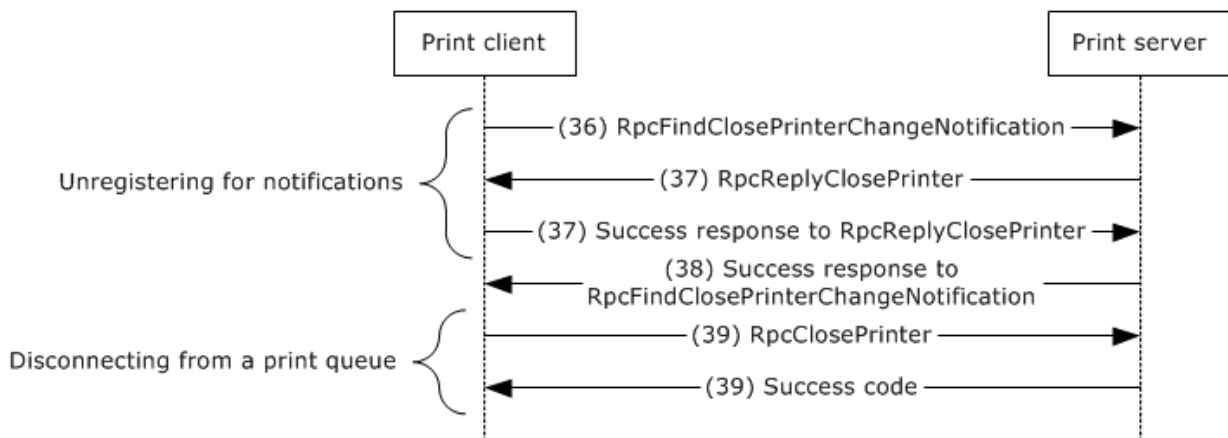 Print client
Print server
(36) RpcFindClosePrinterChangeNotification
Unregistering for notifications
(37) RpcReplyClosePrinter
(37) Success response to RpcReplyClosePrinter
(38) Success response to
RpcFindClosePrinterChangeNotification
(39) RpcClosePrinter
Disconnecting from a print queue
(39) Success code